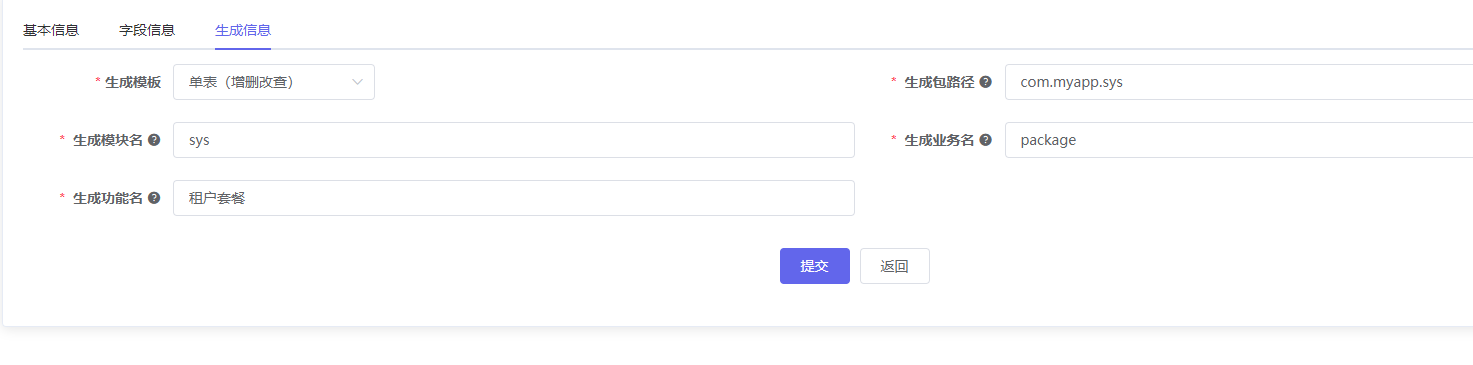 基本信息 字段信息 生成信息
* 生成模板 单表（增删改查） * 生成包路径 com.myapp.sys
* 生成模块名 sys * 生成业务名 package
* 生成功能名 租户套餐
提交 返回